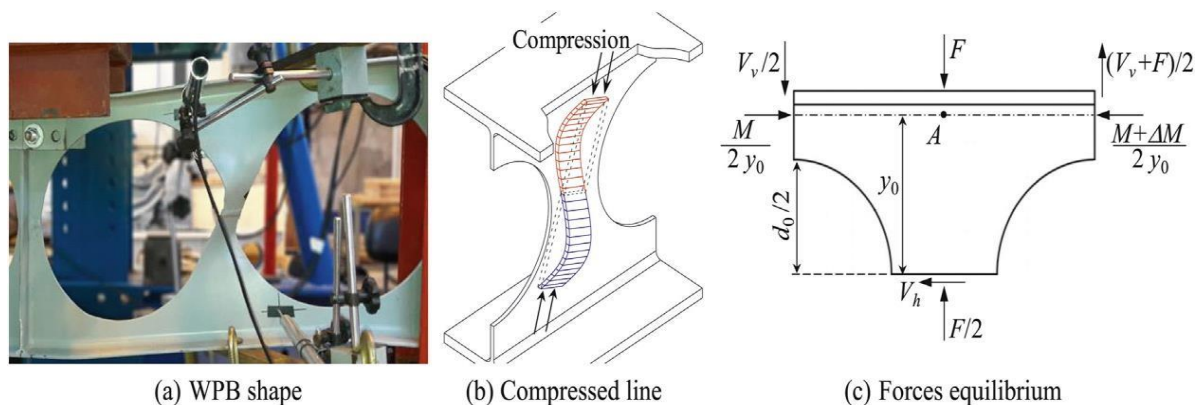 Compression
V_v/2
F
(V_v+F)/2
M
2 y_0
A
M+ΔM
2 y_0
y_0
d_0/2
V_h
F/2
(a) WPB shape
(b) Compressed line
(c) Forces equilibrium